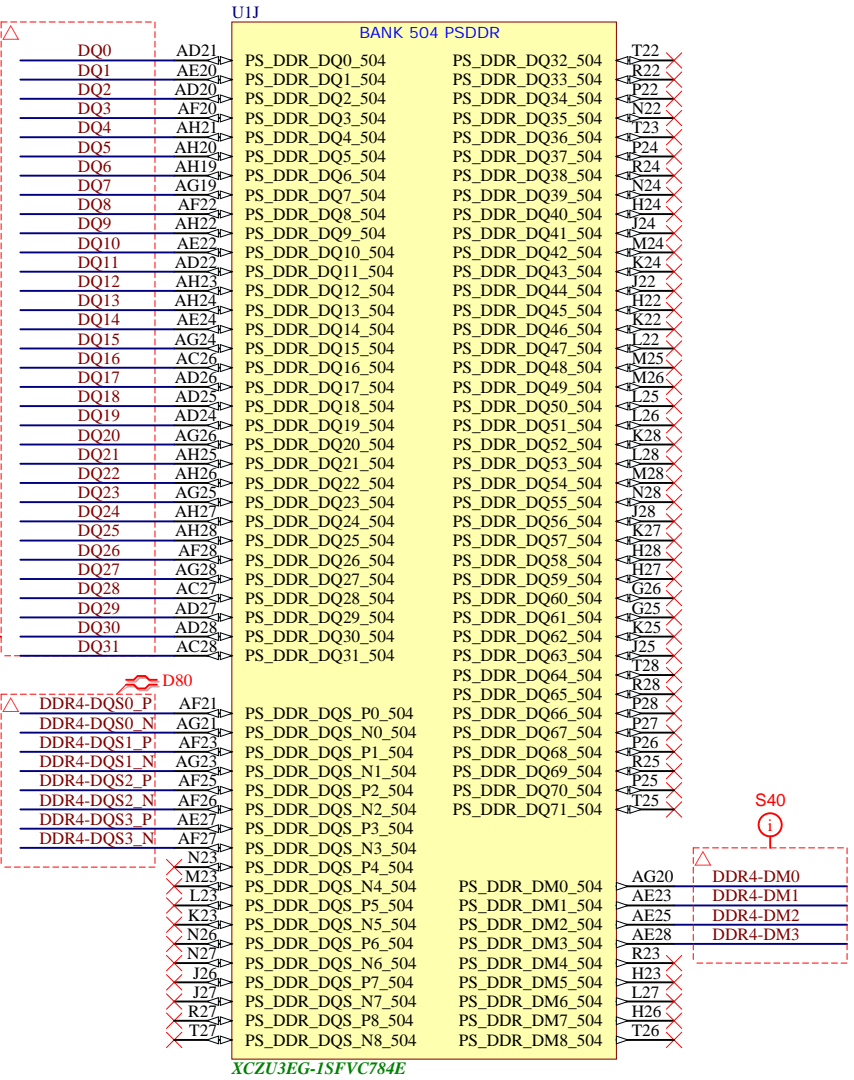 U1J
BANK 504 PSDDR
DQ0 AD21 PS_DDR_DQ0_504 PS_DDR_DQ32_504 T22
DQ1 AE20 PS_DDR_DQ1_504 PS_DDR_DQ33_504 R22
DQ2 AD20 PS_DDR_DQ2_504 PS_DDR_DQ34_504 P22
DQ3 AF20 PS_DDR_DQ3_504 PS_DDR_DQ35_504 N22
DQ4 AH21 PS_DDR_DQ4_504 PS_DDR_DQ36_504 T23
DQ5 AH20 PS_DDR_DQ5_504 PS_DDR_DQ37_504 P24
DQ6 AH19 PS_DDR_DQ6_504 PS_DDR_DQ38_504 R24
DQ7 AG19 PS_DDR_DQ7_504 PS_DDR_DQ39_504 N24
DQ8 AF22 PS_DDR_DQ8_504 PS_DDR_DQ40_504 H24
DQ9 AH22 PS_DDR_DQ9_504 PS_DDR_DQ41_504 J24
DQ10 AE22 PS_DDR_DQ10_504 PS_DDR_DQ42_504 M24
DQ11 AD22 PS_DDR_DQ11_504 PS_DDR_DQ43_504 K24
DQ12 AH23 PS_DDR_DQ12_504 PS_DDR_DQ44_504 J22
DQ13 AH24 PS_DDR_DQ13_504 PS_DDR_DQ45_504 H22
DQ14 AE24 PS_DDR_DQ14_504 PS_DDR_DQ46_504 K22
DQ15 AG24 PS_DDR_DQ15_504 PS_DDR_DQ47_504 L22
DQ16 AC26 PS_DDR_DQ16_504 PS_DDR_DQ48_504 M25
DQ17 AD26 PS_DDR_DQ17_504 PS_DDR_DQ49_504 M26
DQ18 AD25 PS_DDR_DQ18_504 PS_DDR_DQ50_504 L25
DQ19 AD24 PS_DDR_DQ19_504 PS_DDR_DQ51_504 L26
DQ20 AG26 PS_DDR_DQ20_504 PS_DDR_DQ52_504 K28
DQ21 AH25 PS_DDR_DQ21_504 PS_DDR_DQ53_504 L28
DQ22 AH26 PS_DDR_DQ22_504 PS_DDR_DQ54_504 M28
DQ23 AG25 PS_DDR_DQ23_504 PS_DDR_DQ55_504 N28
DQ24 AH27 PS_DDR_DQ24_504 PS_DDR_DQ56_504 J28
DQ25 AH28 PS_DDR_DQ25_504 PS_DDR_DQ57_504 K27
DQ26 AF28 PS_DDR_DQ26_504 PS_DDR_DQ58_504 H28
DQ27 AG28 PS_DDR_DQ27_504 PS_DDR_DQ59_504 H27
DQ28 AC27 PS_DDR_DQ28_504 PS_DDR_DQ60_504 G26
DQ29 AD27 PS_DDR_DQ29_504 PS_DDR_DQ61_504 G25
DQ30 AD28 PS_DDR_DQ30_504 PS_DDR_DQ62_504 K25
DQ31 AC28 PS_DDR_DQ31_504 PS_DDR_DQ63_504 J25
PS_DDR_DQ64_504 T28
D80 PS_DDR_DQ65_504 R28
DDR4-DQS0_P AF21 PS_DDR_DQS_P0_504 PS_DDR_DQ66_504 P28
DDR4-DQS0_N AG21 PS_DDR_DQS_N0_504 PS_DDR_DQ67_504 P27
DDR4-DQS1_P AF23 PS_DDR_DQS_P1_504 PS_DDR_DQ68_504 P26
DDR4-DQS1_N AG23 PS_DDR_DQS_N1_504 PS_DDR_DQ69_504 R25
DDR4-DQS2_P AF25 PS_DDR_DQS_P2_504 PS_DDR_DQ70_504 P25
DDR4-DQS2_N AF26 PS_DDR_DQS_N2_504 PS_DDR_DQ71_504 T25
S40
i
DDR4-DQS3_P AE27 PS_DDR_DQS_P3_504
DDR4-DQS3_N AF27 PS_DDR_DQS_N3_504
N23 PS_DDR_DQS_P4_504
M23 PS_DDR_DQS_N4_504 PS_DDR_DM0_504 AG20 DDR4-DM0
L23 PS_DDR_DQS_P5_504 PS_DDR_DM1_504 AE23 DDR4-DM1
K23 PS_DDR_DQS_N5_504 PS_DDR_DM2_504 AE25 DDR4-DM2
N26 PS_DDR_DQS_P6_504 PS_DDR_DM3_504 AE28 DDR4-DM3
N27 PS_DDR_DQS_N6_504 PS_DDR_DM4_504 R23
J26 PS_DDR_DQS_P7_504 PS_DDR_DM5_504 H23
J27 PS_DDR_DQS_N7_504 PS_DDR_DM6_504 L27
R27 PS_DDR_DQS_P8_504 PS_DDR_DM7_504 H26
T27 PS_DDR_DQS_N8_504 PS_DDR_DM8_504 T26
XCZU3EG-1SFVC784E